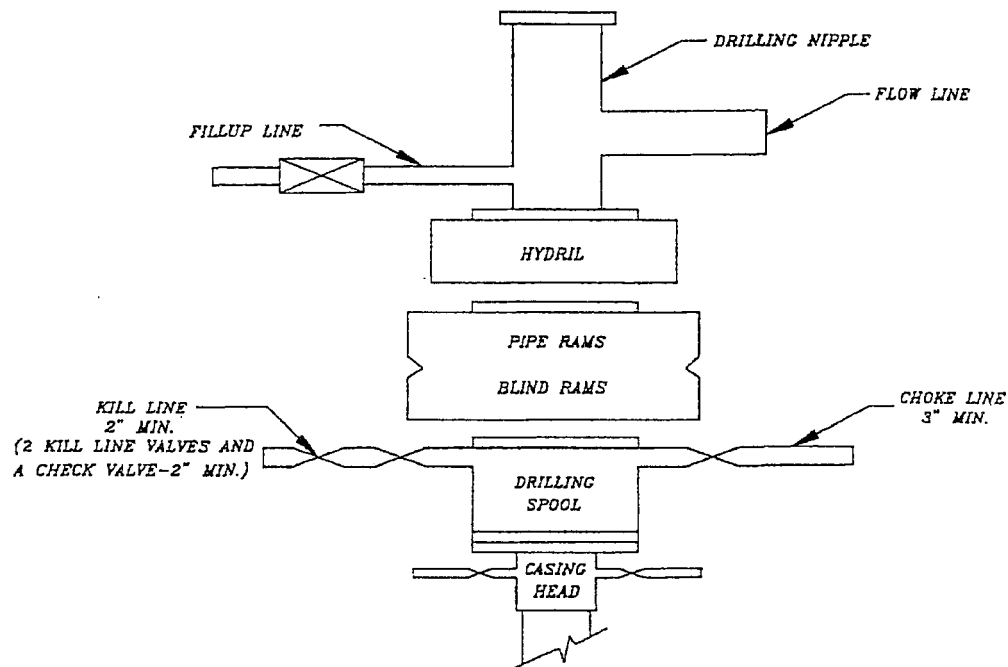 DRILLING NIPPLE
FLOW LINE
FILLUP LINE
HYDRIL
PIPE RAMS
BLIND RAMS
KILL LINE
2" MIN.
(2 KILL LINE VALVES AND
A CHECK VALVE-2" MIN.)
CHOKE LINE
3" MIN.
DRILLING
SPOOL
CASING
HEAD